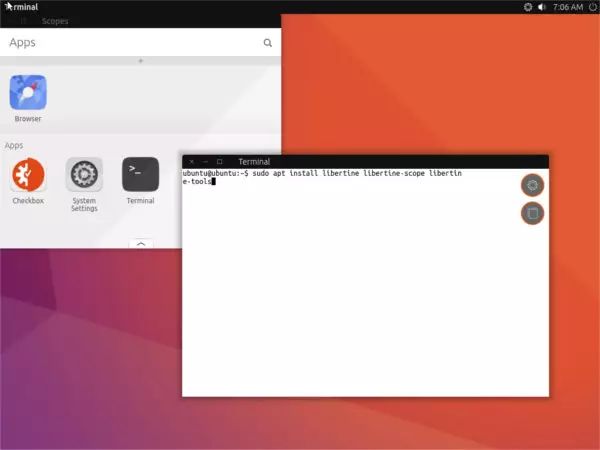 Terminal
7:06 AM
Scopes
Apps
Browser
Apps
Checkbox
System
Settings
Terminal
Terminal
ubuntu@ubuntu:~$ sudo apt install libertine libertine-scope libertin
e-tools